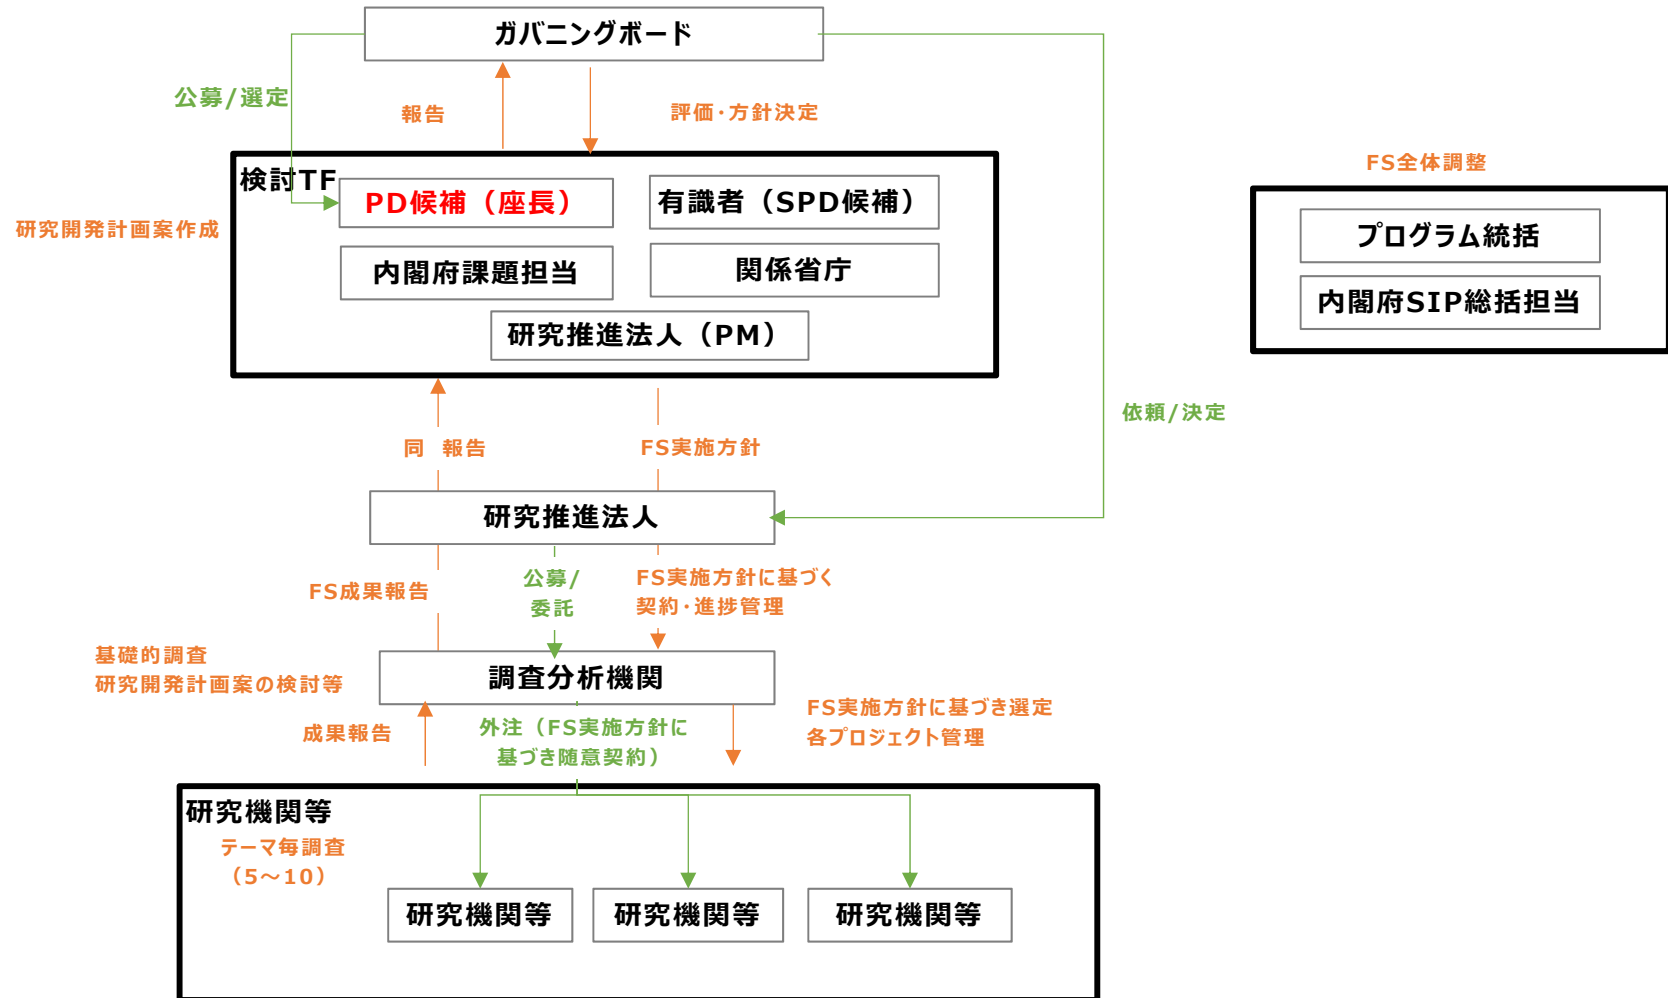 ガバニングボード
公募/選定
報告
評価・方針決定
検討TF
PD候補（座長）
有識者（SPD候補）
研究開発計画案作成
内閣府課題担当
関係省庁
研究推進法人（PM）
FS全体調整
プログラム統括
内閣府SIP総括担当
依頼/決定
同　報告
FS実施方針
研究推進法人
FS成果報告
公募/
委託
FS実施方針に基づく
契約・進捗管理
基礎的調査
研究開発計画案の検討等
調査分析機関
成果報告
外注（FS実施方針に
基づき随意契約）
FS実施方針に基づき選定
各プロジェクト管理
研究機関等
テーマ毎調査
（5～10）
研究機関等
研究機関等
研究機関等